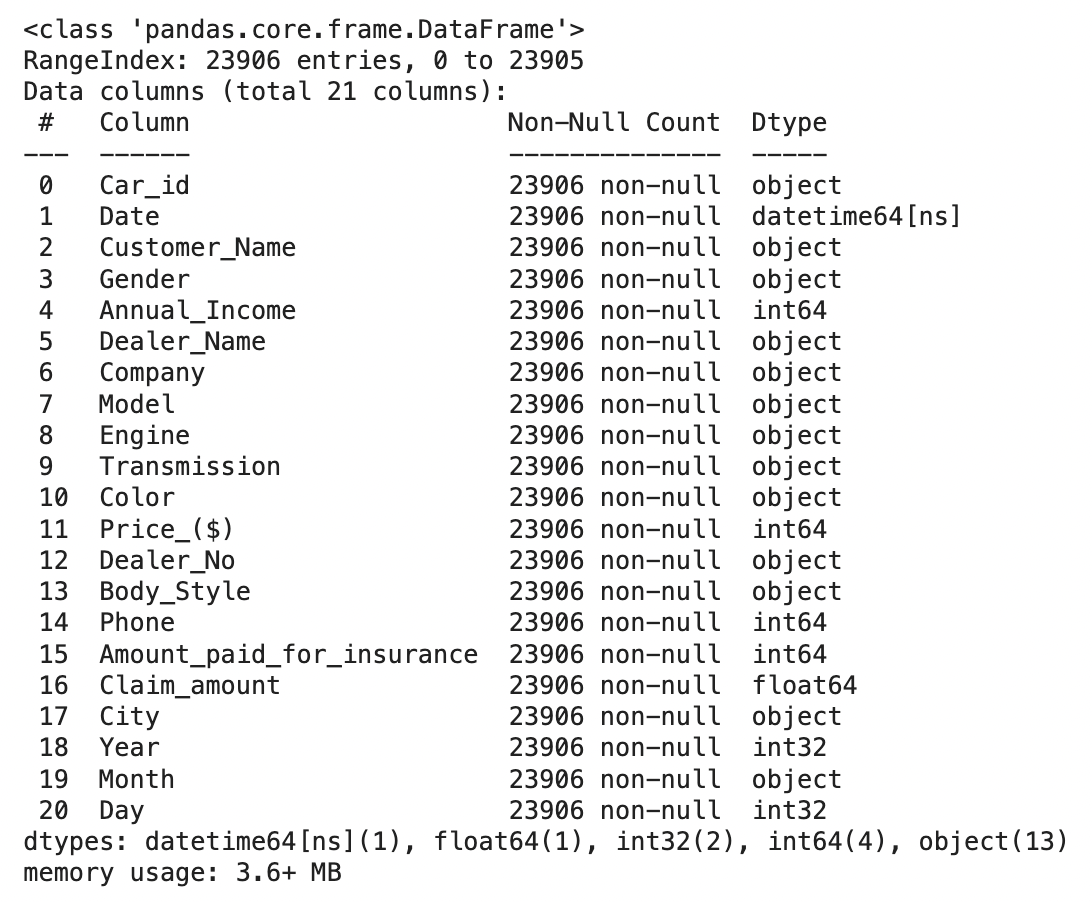 <class 'pandas.core.frame.DataFrame'>
RangeIndex: 23906 entries, 0 to 23905
Data columns (total 21 columns):
 #   Column                     Non-Null Count  Dtype
---  ------                     --------------  -----
 0   Car_id                     23906 non-null  object
 1   Date                       23906 non-null  datetime64[ns]
 2   Customer_Name              23906 non-null  object
 3   Gender                     23906 non-null  object
 4   Annual_Income              23906 non-null  int64
 5   Dealer_Name                23906 non-null  object
 6   Company                    23906 non-null  object
 7   Model                      23906 non-null  object
 8   Engine                     23906 non-null  object
 9   Transmission               23906 non-null  object
 10  Color                      23906 non-null  object
 11  Price_($)                  23906 non-null  int64
 12  Dealer_No                  23906 non-null  object
 13  Body_Style                 23906 non-null  object
 14  Phone                      23906 non-null  int64
 15  Amount_paid_for_insurance  23906 non-null  int64
 16  Claim_amount               23906 non-null  float64
 17  City                       23906 non-null  object
 18  Year                       23906 non-null  int32
 19  Month                      23906 non-null  object
 20  Day                        23906 non-null  int32
dtypes: datetime64[ns](1), float64(1), int32(2), int64(4), object(13)
memory usage: 3.6+ MB